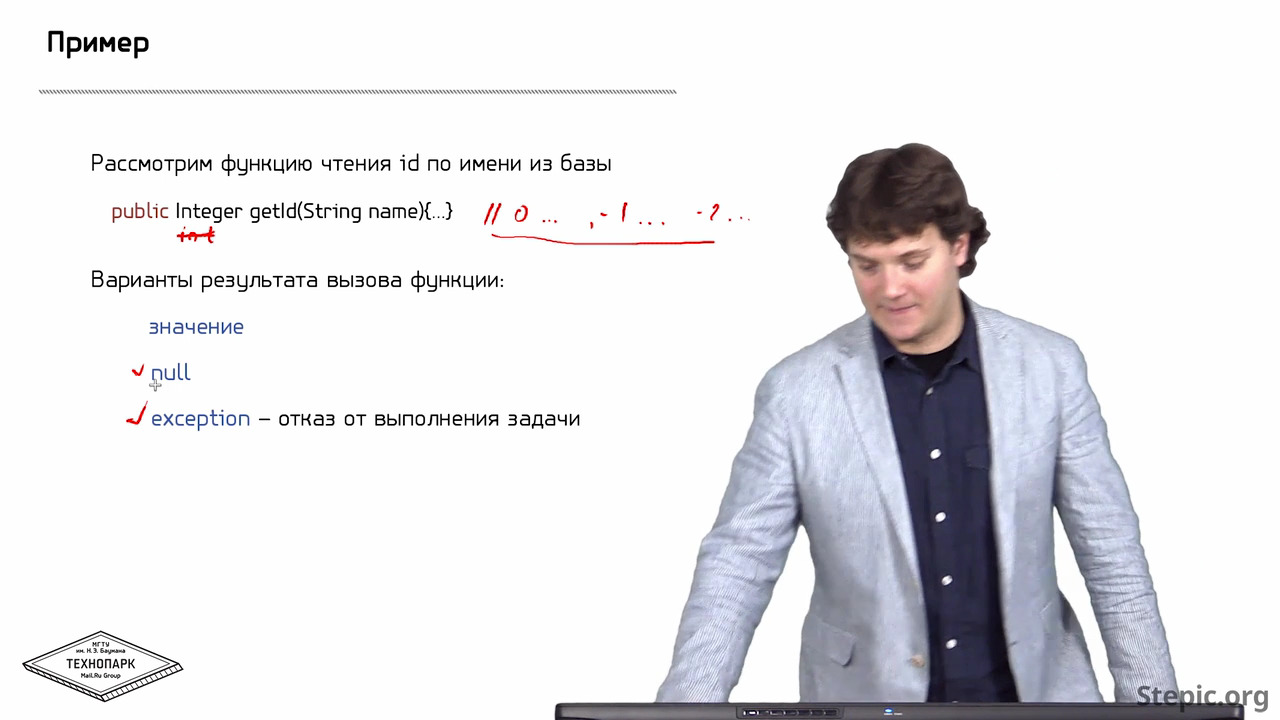 Пример
Рассмотрим функцию чтения id по имени из базы
public Integer getId(String name){...} // 0 ... , -1 ... -2 ...
int
Варианты результата вызова функции:
значение
null
exception – отказ от выполнения задачи
МГТУ
им. Н.Э. Баумана
ТЕХНОПАРК
Mail.Ru Group
Stepic.org